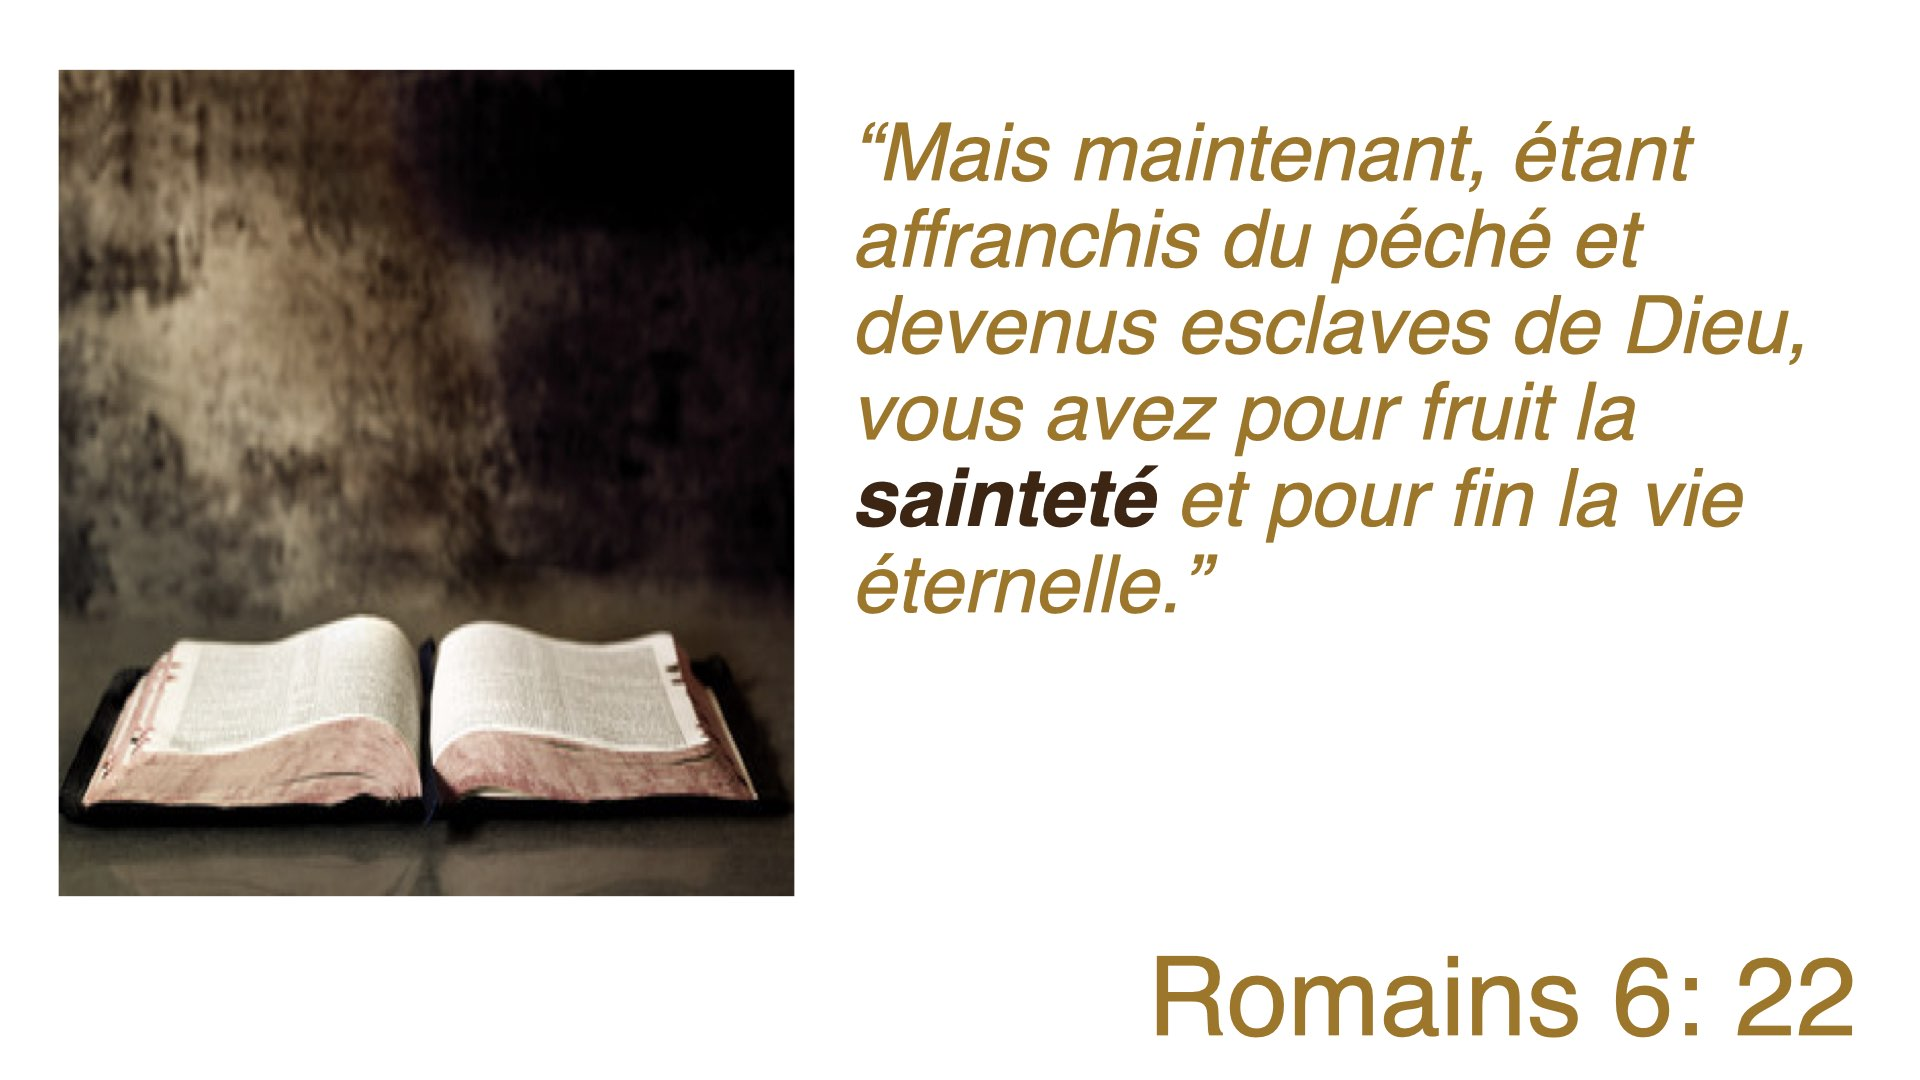 “Mais maintenant, étant
affranchis du péché et
devenus esclaves de Dieu,
vous avez pour fruit la
sainteté et pour fin la vie
éternelle.”
Romains 6: 22